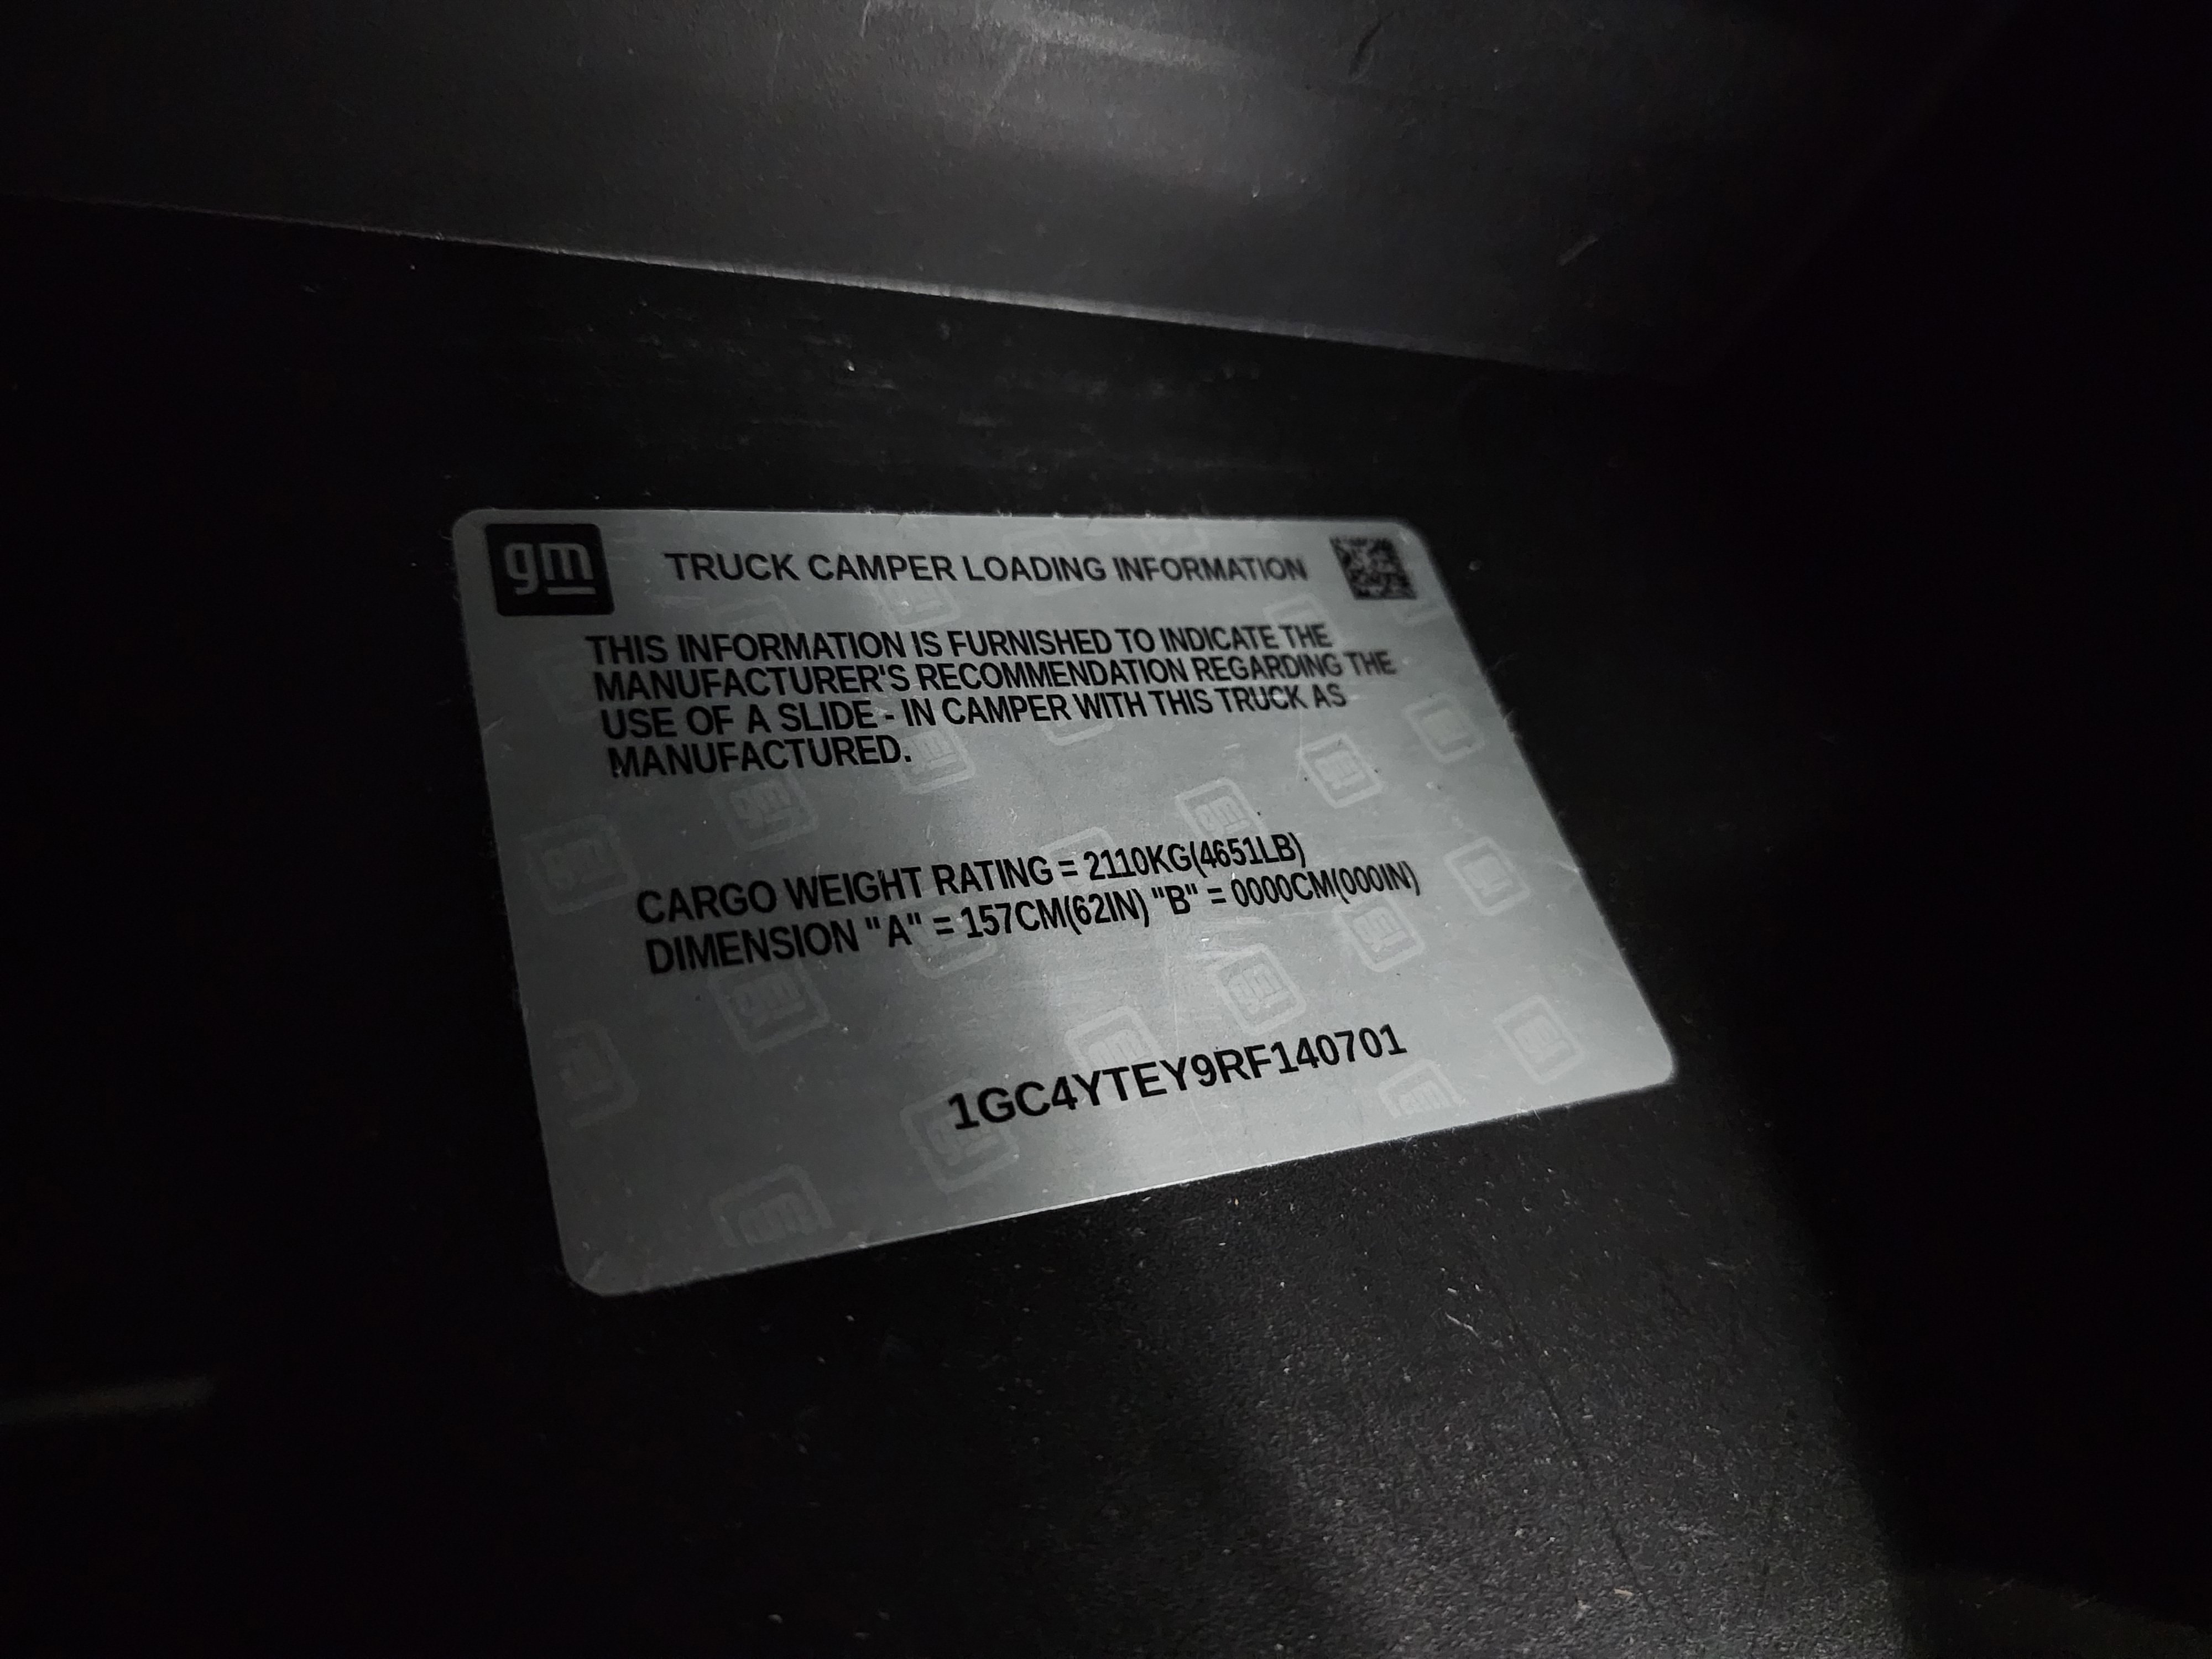 gm
TRUCK CAMPER LOADING INFORMATION
THIS INFORMATION IS FURNISHED TO INDICATE THE
MANUFACTURER'S RECOMMENDATION REGARDING THE
USE OF A SLIDE - IN CAMPER WITH THIS TRUCK AS
MANUFACTURED.
CARGO WEIGHT RATING = 2110KG(4651LB)
DIMENSION "A" = 157CM(62IN) "B" = 0000CM(000IN)
1GC4YTEY9RF140701